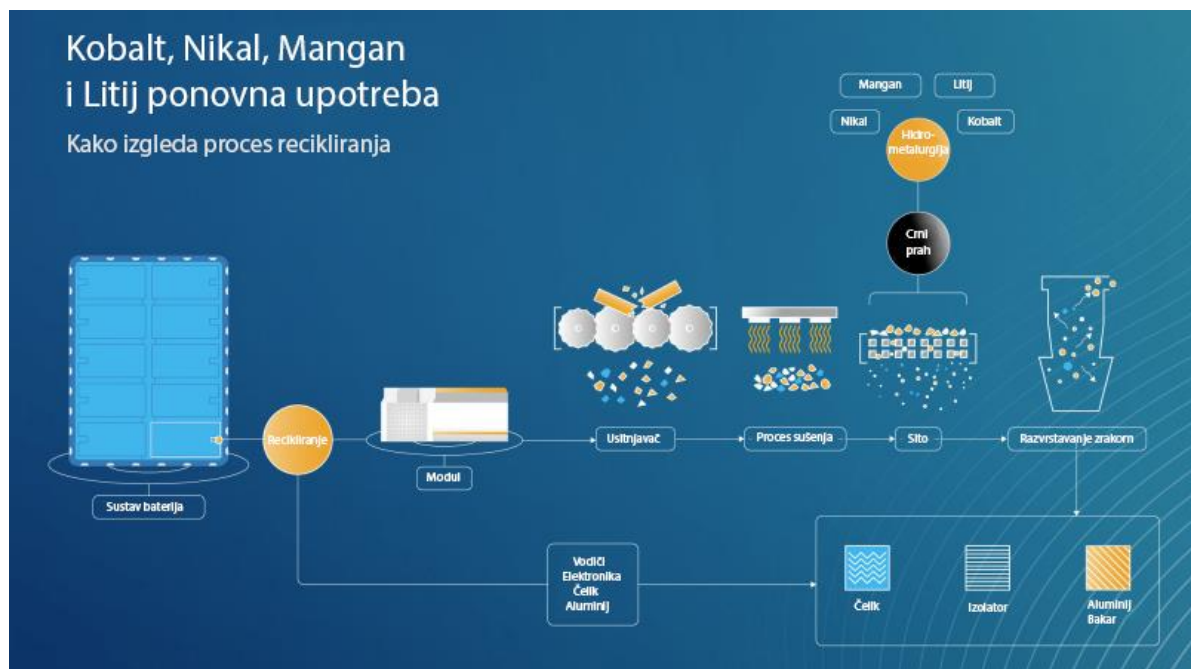 Kobalt, Nikal, Mangan
i Litij ponovna upotreba
Kako izgleda proces recikliranja
Mangan
Litij
Nikal
Kobalt
Hidro-
metalurgija
Crni
prah
Recikliranje
Usitnjavač
Proces sušenja
Sito
Razvrstavanje zrakom
Modul
Sustav baterija
Vodiči
Elektronika
Čelik
Aluminij
Čelik
Izolator
Aluminij
Bakar